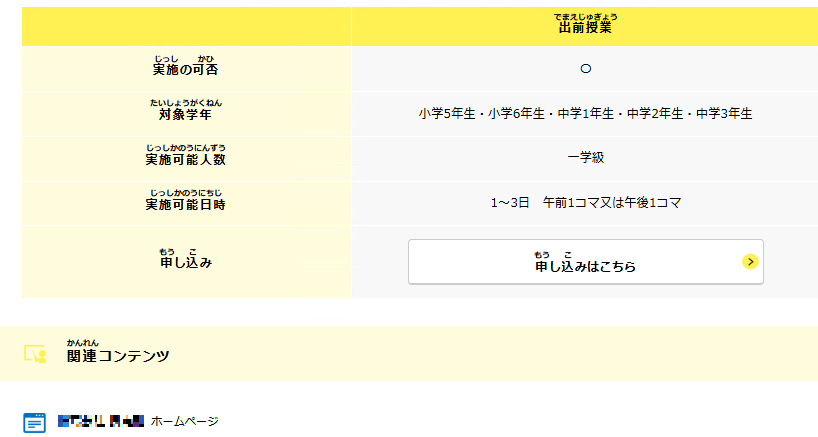 でまえじゅぎょう
出前授業
じっし かひ
実施の可否
〇
たいしょうがくねん
対象学年
小学5年生・小学6年生・中学1年生・中学2年生・中学3年生
じっしかのうにんずう
実施可能人数
一学級
じっしかのうにちじ
実施可能日時
1～3日　午前1コマ又は午後1コマ
もう こ
申し込み
もう こ
申し込みはこちら
かんれん
関連コンテンツ
ホームページ